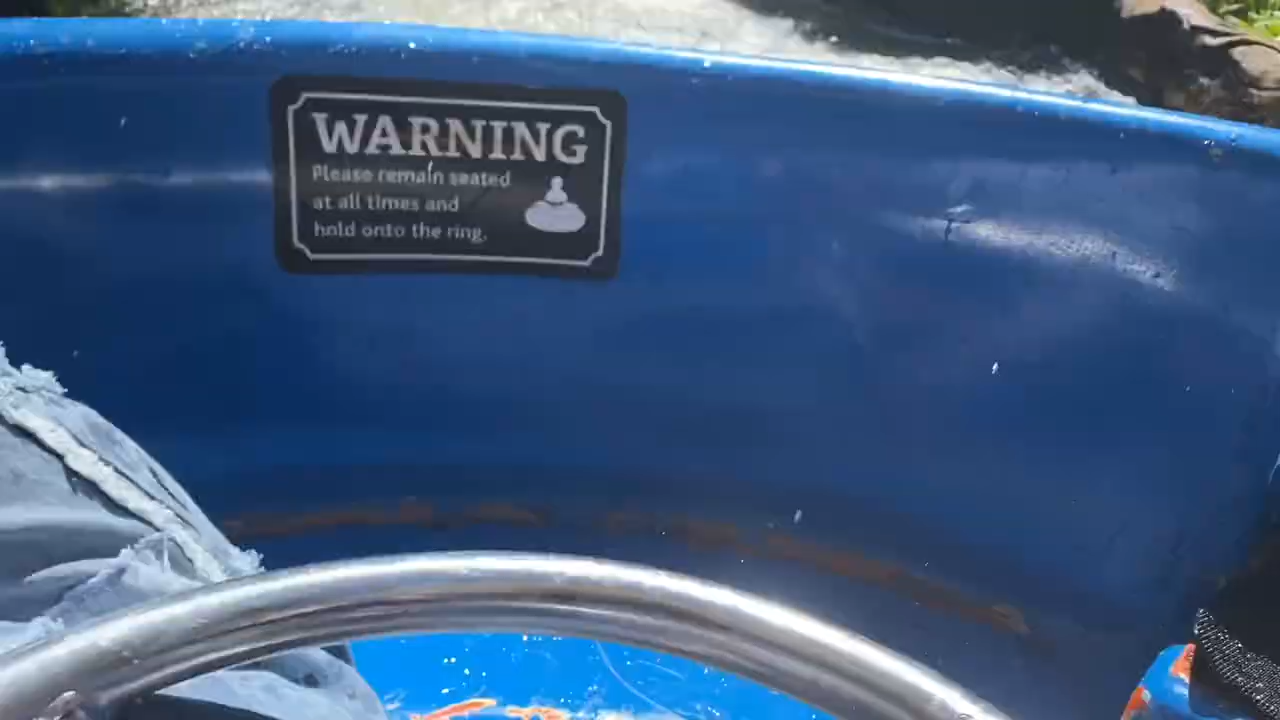 WARNING
Please remain seated
at all times and
hold onto the ring.